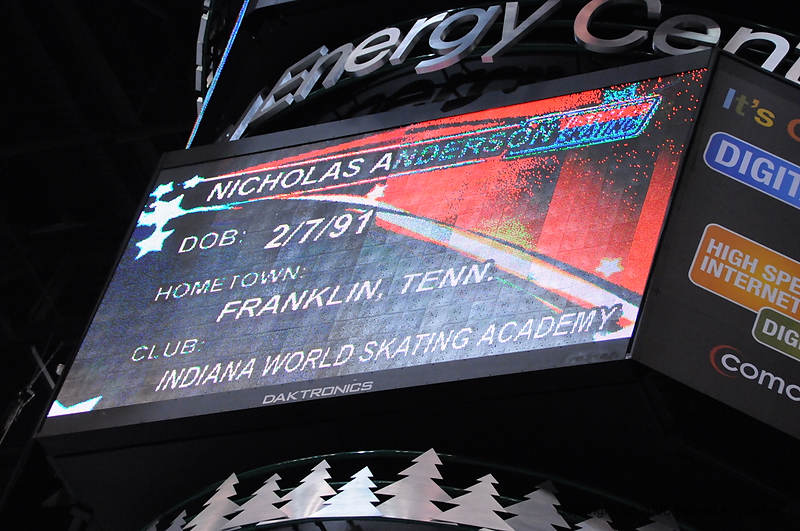 Energy Cent
NICHOLAS ANDERSON
DOB: 2/7/91
HOMETOWN:
FRANKLIN, TENN.
CLUB:
INDIANA WORLD SKATING ACADEMY
DAKTRONICS
It's
DIGIT
HIGH SPE
INTERNET
DIGI
comc